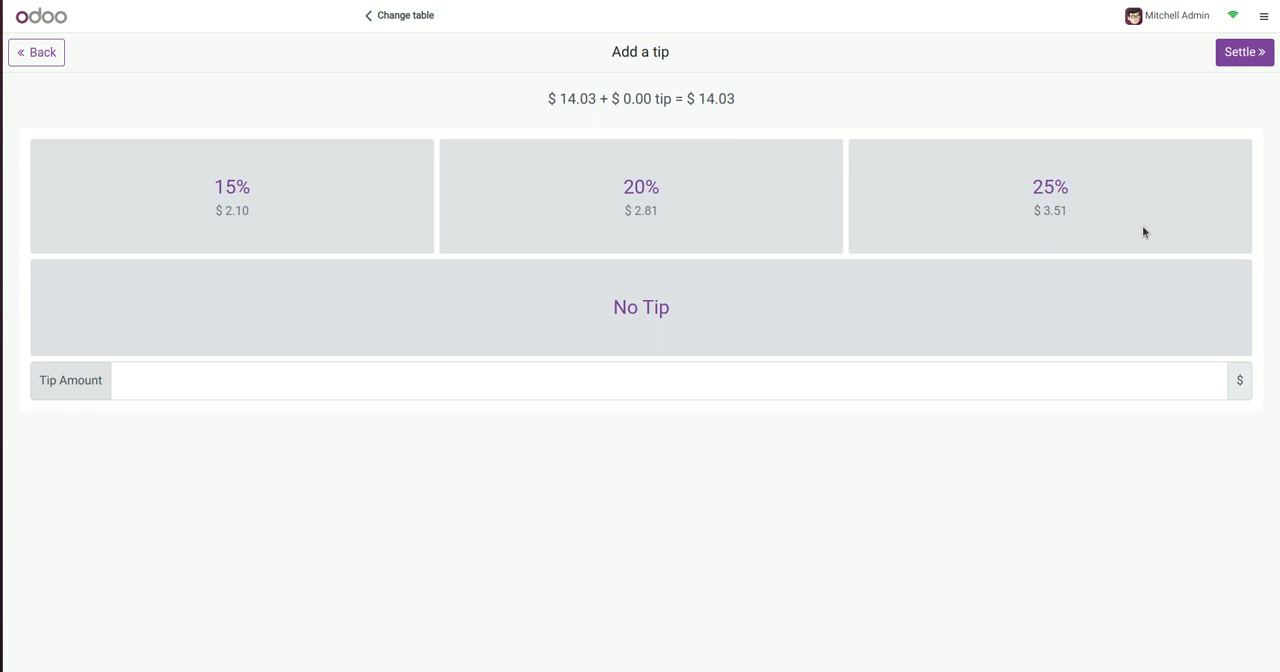 odoo
Change table
Mitchell Admin
« Back
Add a tip
Settle »
$ 14.03 + $ 0.00 tip = $ 14.03
15%
$ 2.10
20%
$ 2.81
25%
$ 3.51
No Tip
Tip Amount
$